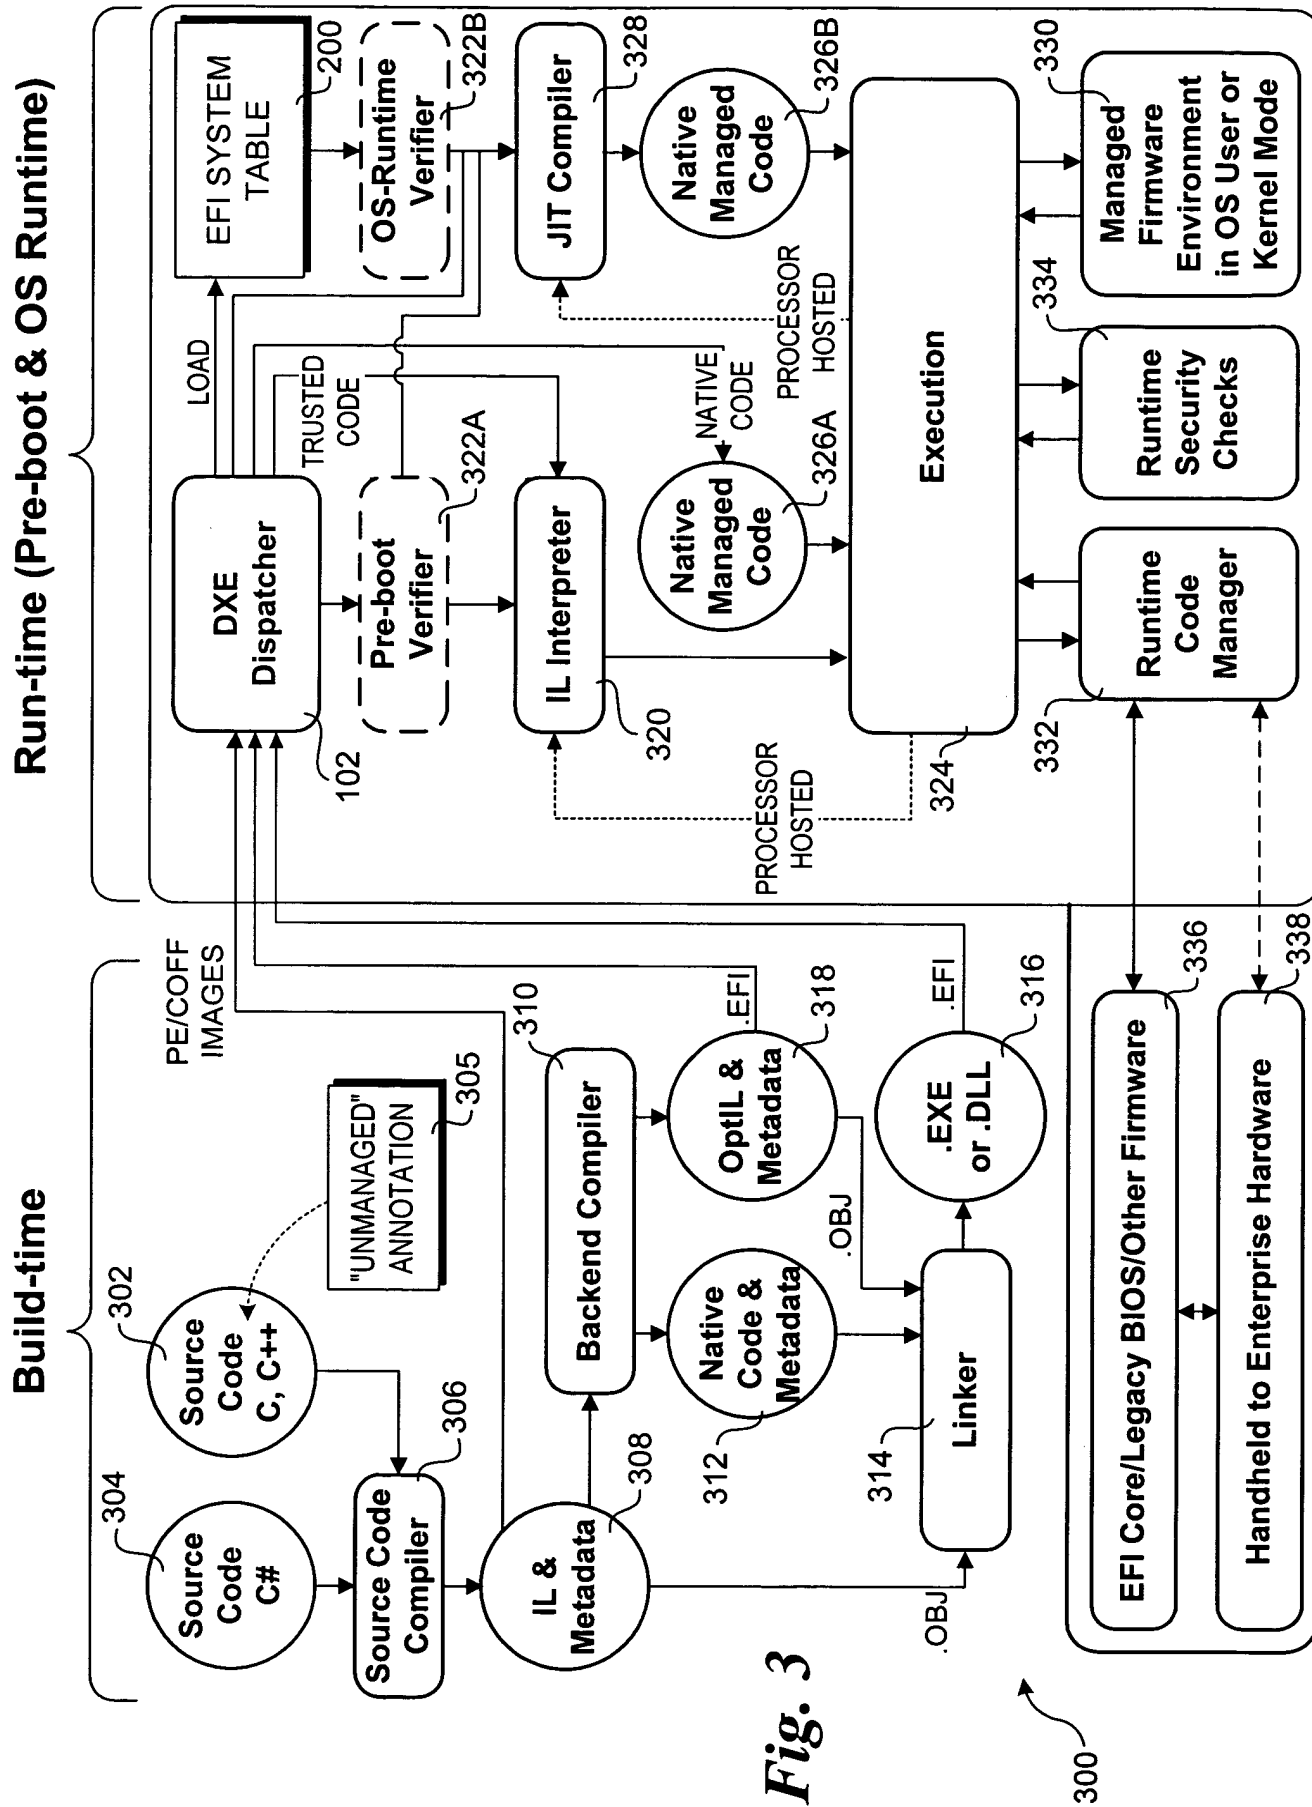 Build-time
Run-time (Pre-boot & OS Runtime)
304
Source
Code
C#
302
Source
Code
C, C++
"UNMANAGED"
ANNOTATION
305
PE/COFF
IMAGES
Source Code
Compiler
306
IL &
Metadata
308
Backend Compiler
310
Native
Code &
Metadata
312
OptIL &
Metadata
318
.EFI
.OBJ
.OBJ
Linker
314
.EXE
or .DLL
316
.EFI
DXE
Dispatcher
102
LOAD
EFI SYSTEM
TABLE
200
TRUSTED
CODE
Pre-boot
Verifier
322A
OS-Runtime
Verifier
322B
IL Interpreter
320
JIT Compiler
328
NATIVE
CODE
Native
Managed
Code
326A
Native
Managed
Code
326B
PROCESSOR
HOSTED
PROCESSOR
HOSTED
Execution
324
Runtime
Code
Manager
332
Runtime
Security
Checks
334
Managed
Firmware
Environment
in OS User or
Kernel Mode
330
EFI Core/Legacy BIOS/Other Firmware
336
Handheld to Enterprise Hardware
338
Fig. 3
300